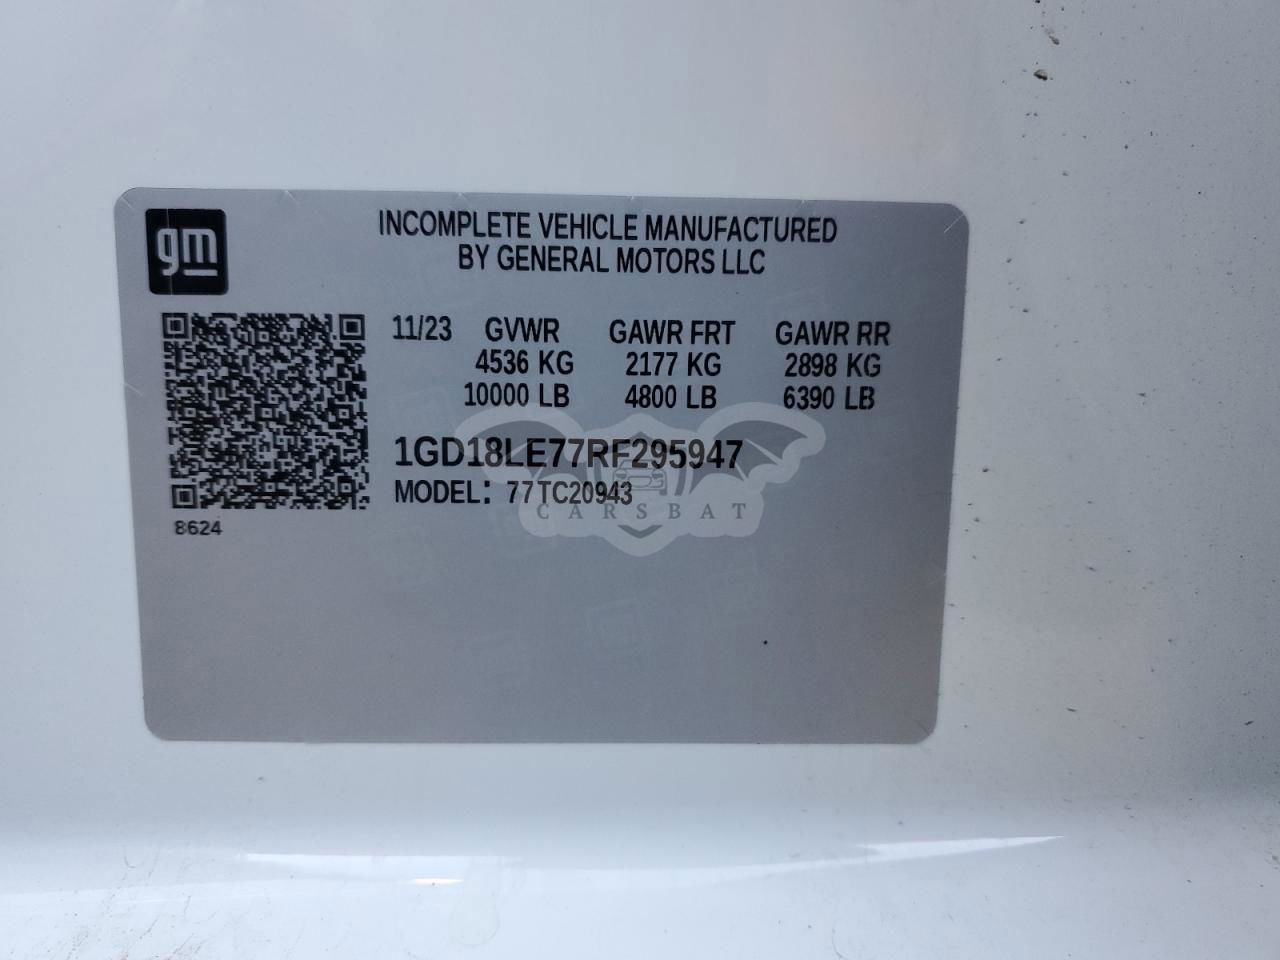 gm
INCOMPLETE VEHICLE MANUFACTURED
BY GENERAL MOTORS LLC
11/23 GVWR GAWR FRT GAWR RR
4536 KG 2177 KG 2898 KG
10000 LB 4800 LB 6390 LB
1GD18LE77RF295947
MODEL: 77TC20943
CARSBAT
8624